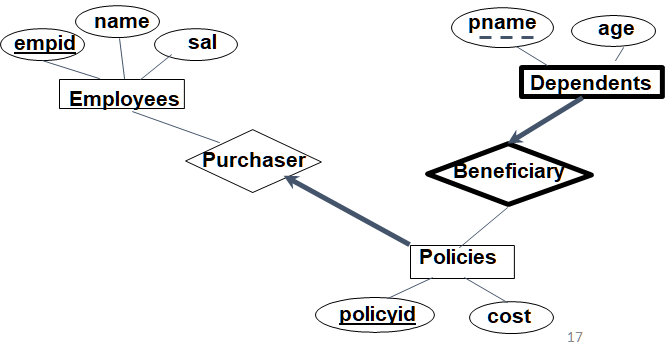 name
empid
sal
Employees
pname
age
Dependents
Purchaser
Beneficiary
Policies
policyid
cost
17